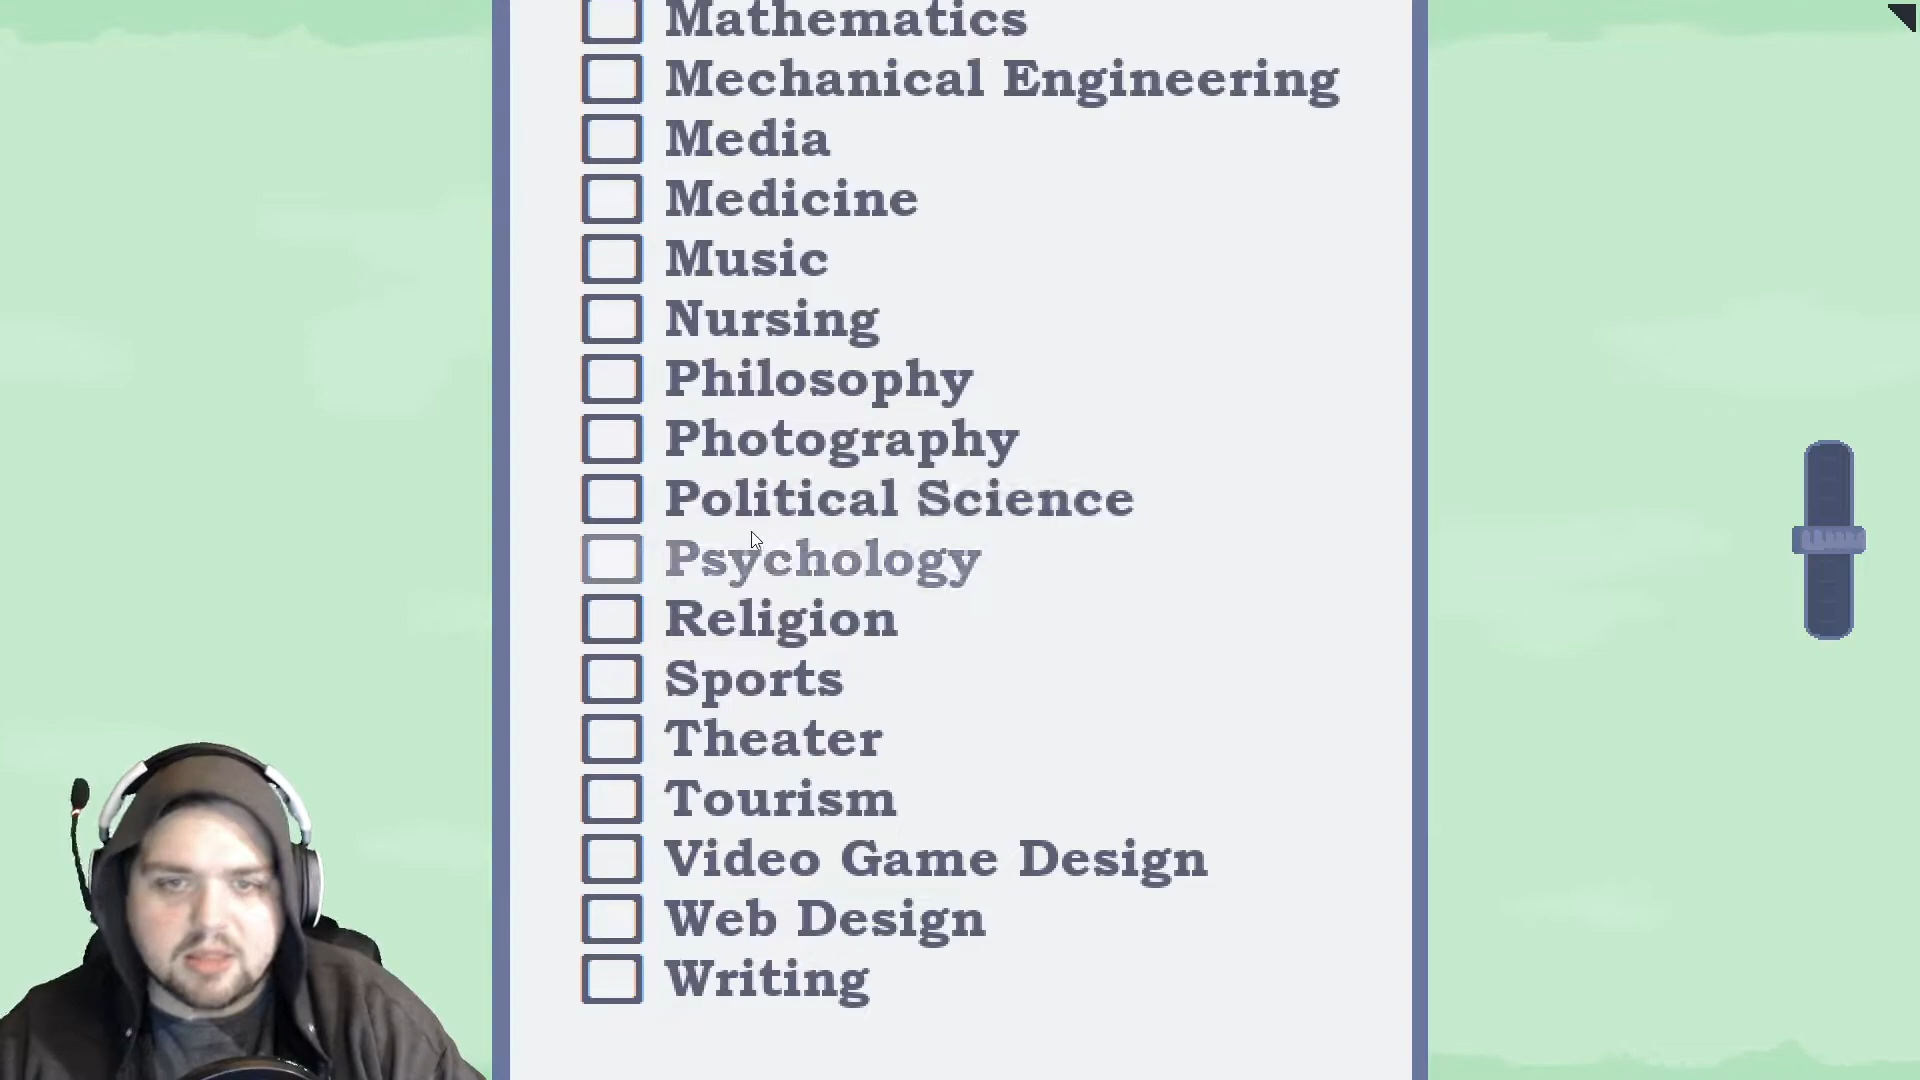 Mathematics
Mechanical Engineering
Media
Medicine
Music
Nursing
Philosophy
Photography
Political Science
Psychology
Religion
Sports
Theater
Tourism
Video Game Design
Web Design
Writing